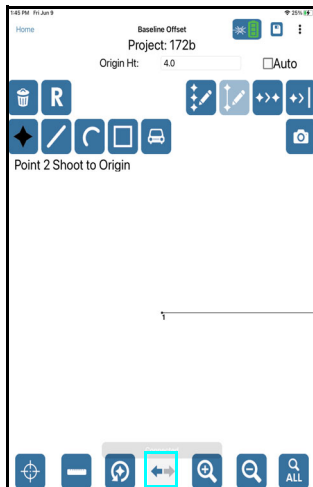 1:45 PM Fri Jun 9
25%
Home
Baseline Offset
Project: 172b
Origin Ht: 4.0
Auto
R
Point 2 Shoot to Origin
1
ALL